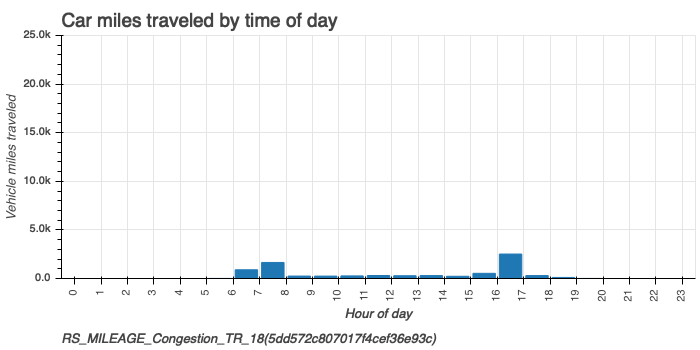 Car miles traveled by time of day
25.0k
20.0k
15.0k
10.0k
5.0k
0.0
Vehicle miles traveled
0 1 2 3 4 5 6 7 8 9 10 11 12 13 14 15 16 17 18 19 20 21 22 23
Hour of day
RS_MILEAGE_Congestion_TR_18(5dd572c807017f4cef36e93c)